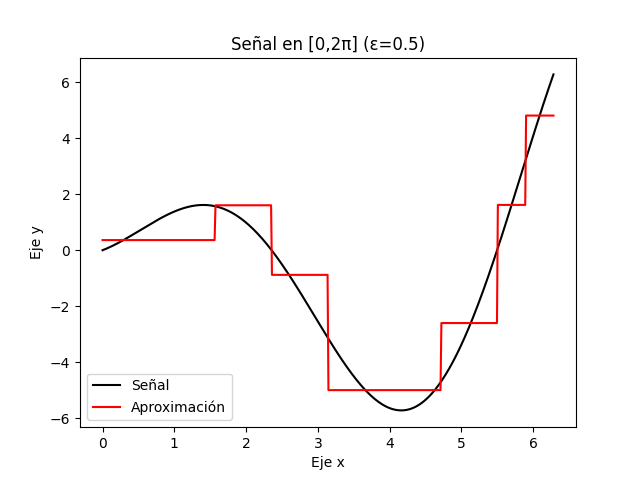 Señal en [0,2π] (ε=0.5)
Eje y
6
4
2
0
−2
−4
−6
Señal
Aproximación
0 1 2 3 4 5 6
Eje x